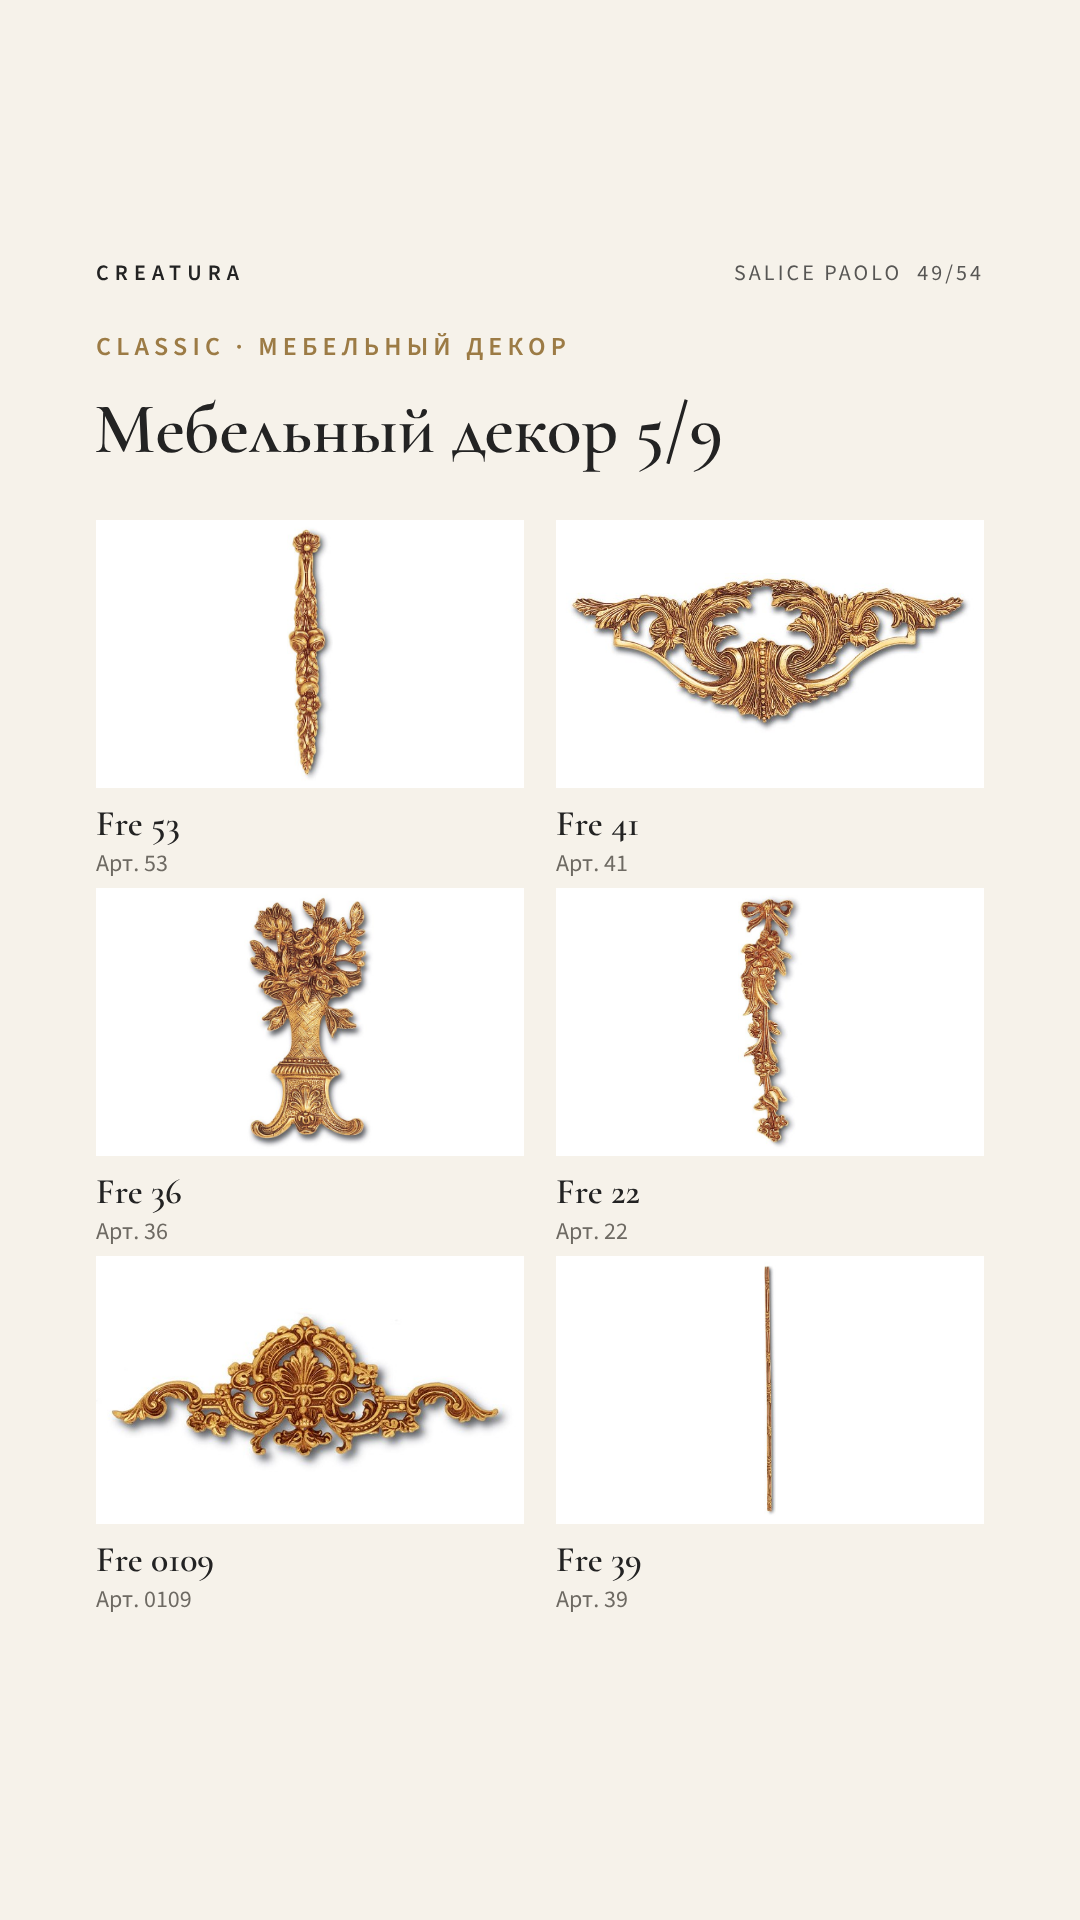 CREATURA
SALICE PAOLO 49/54
CLASSIC · МЕБЕЛЬНЫЙ ДЕКОР
Мебельный декор 5/9
Fre 53
Арт. 53
Fre 41
Арт. 41
Fre 36
Арт. 36
Fre 22
Арт. 22
Fre 0109
Арт. 0109
Fre 39
Арт. 39